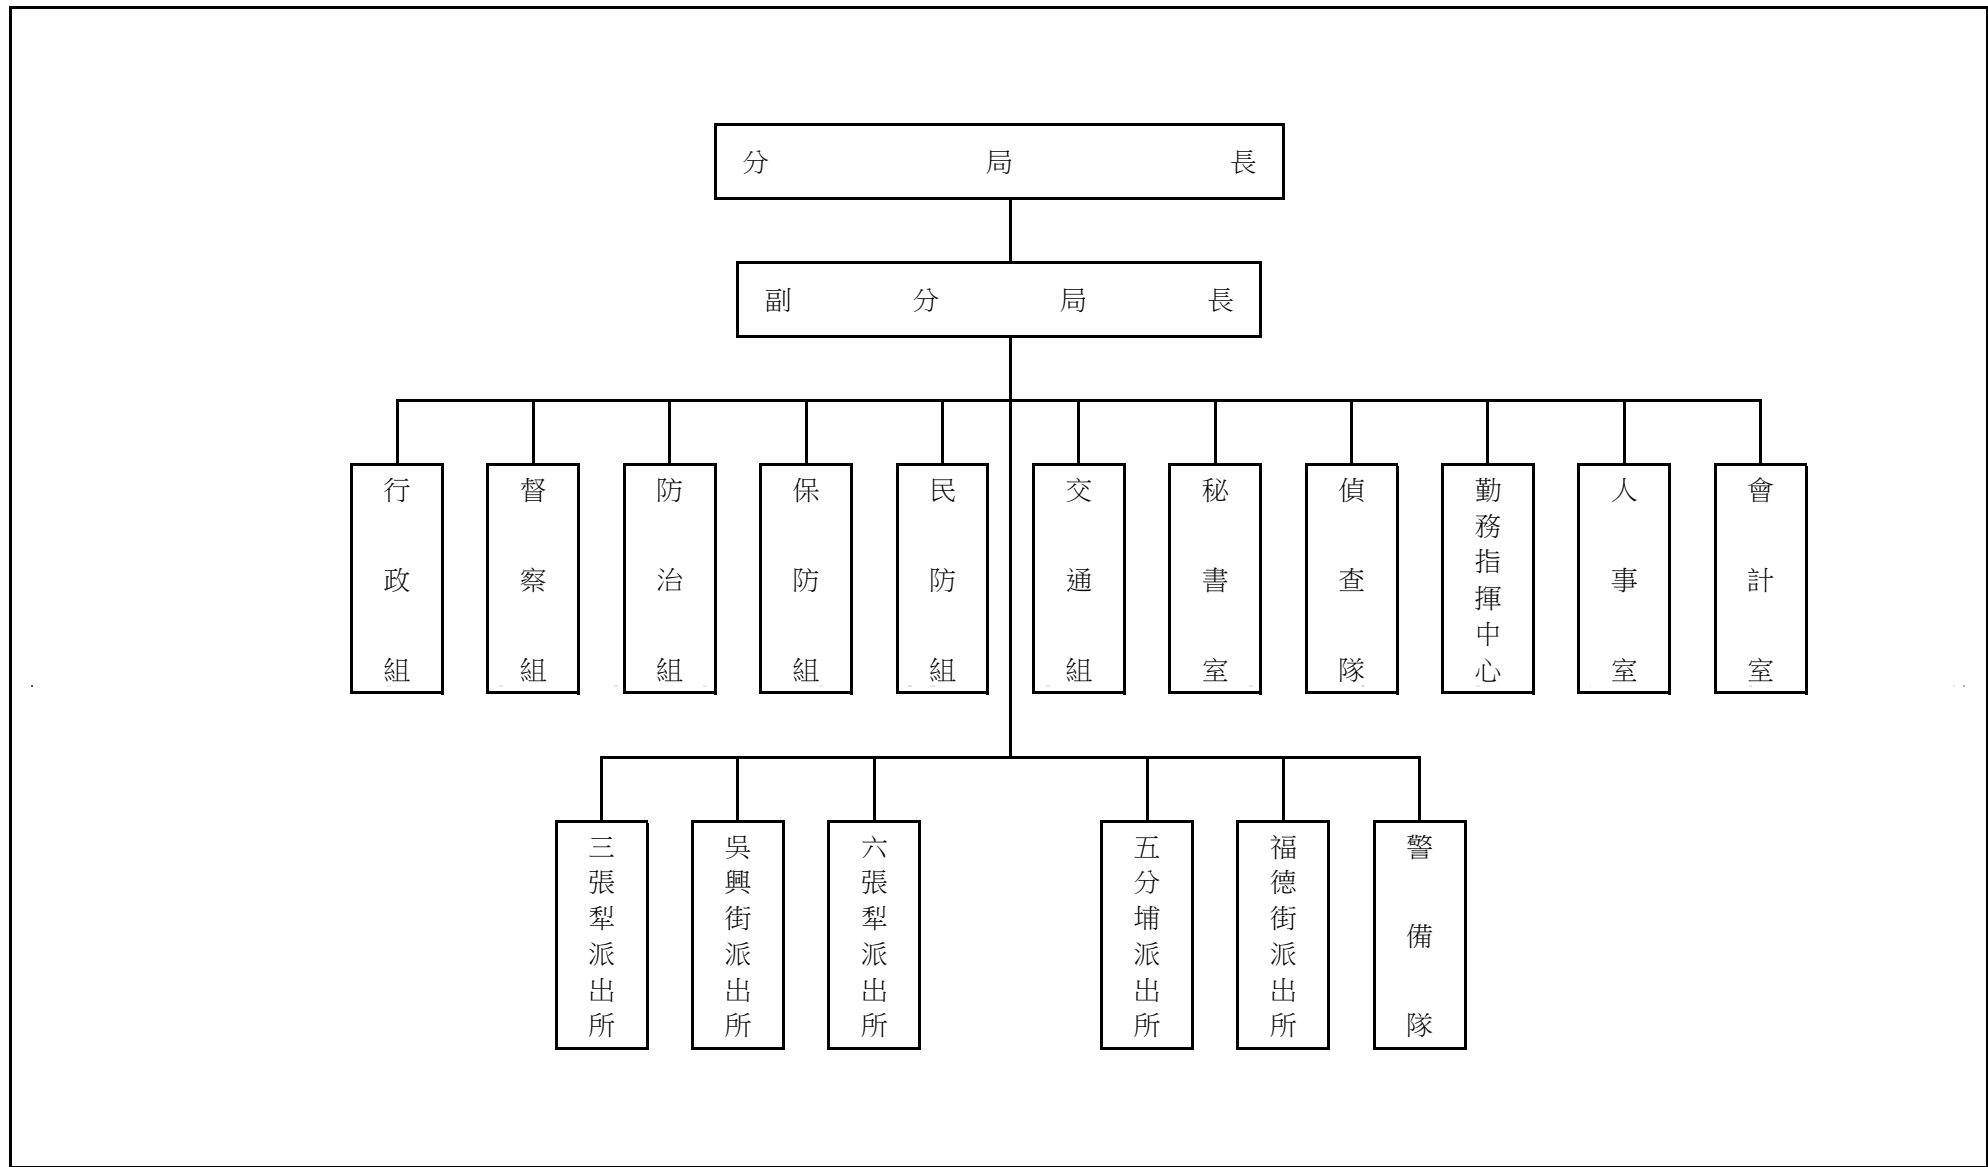 分局長
副分局長
行政組
督察組
防治組
保防組
民防組
交通組
秘書室
偵查隊
勤務指揮中心
人事室
會計室
三張犁派出所
吳興街派出所
六張犁派出所
五分埔派出所
福德街派出所
警備隊